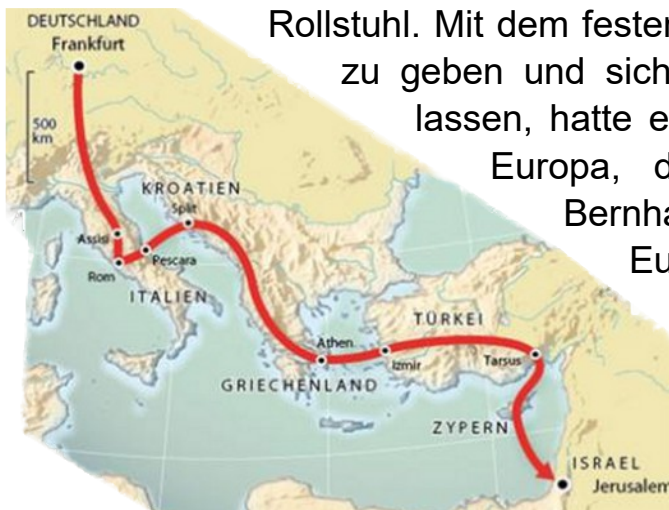 Rollstuhl. Mit dem festen
zu geben und sich
lassen, hatte e
Europa, d
Bernha
Eu
DEUTSCHLAND
Frankfurt
500
km
KROATIEN
Split
Assisi
Pescara
Rom
ITALIEN
TÜRKEI
Athen
Izmir
Tarsus
GRIECHENLAND
ZYPERN
ISRAEL
Jerusalem